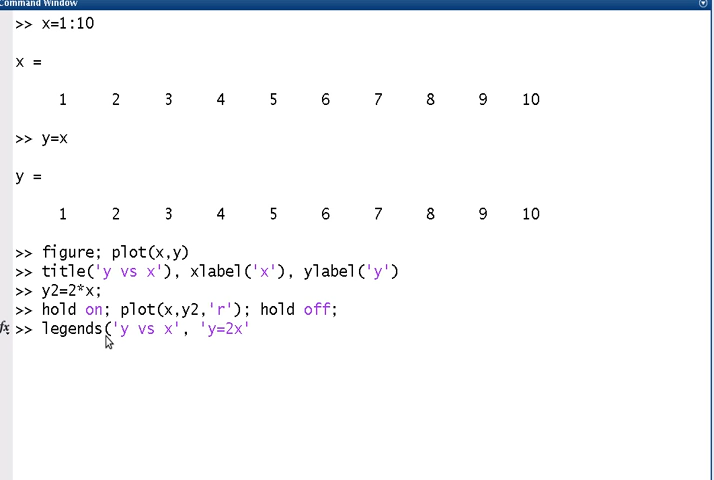 Command Window
>> x=1:10
x =
1 2 3 4 5 6 7 8 9 10
>> y=x
y =
1 2 3 4 5 6 7 8 9 10
>> figure; plot(x,y)
>> title('y vs x'), xlabel('x'), ylabel('y')
>> y2=2*x;
>> hold on; plot(x,y2,'r'); hold off;
fx >> legends('y vs x', 'y=2x'